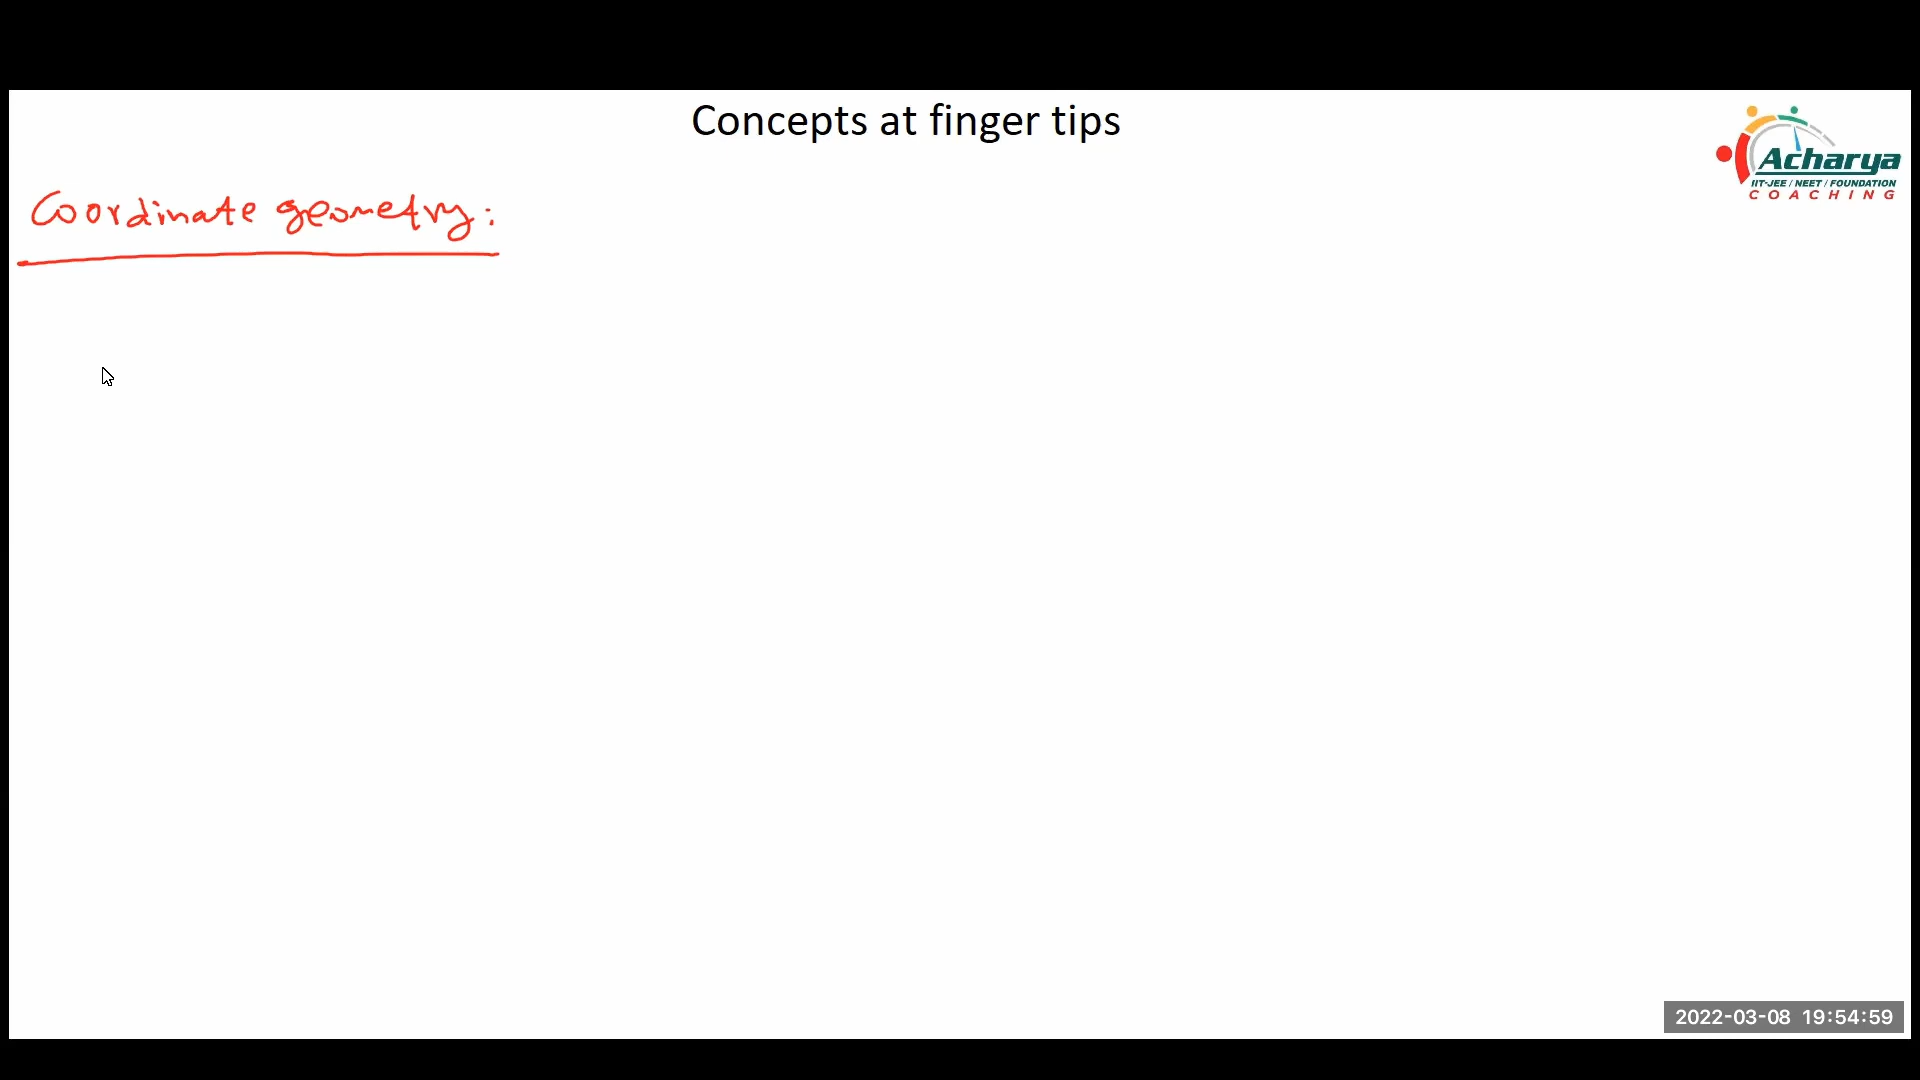 Concepts at finger tips
Acharya
IIT-JEE / NEET / FOUNDATION
COACHING
Coordinate geometry:
2022-03-08 19:54:59